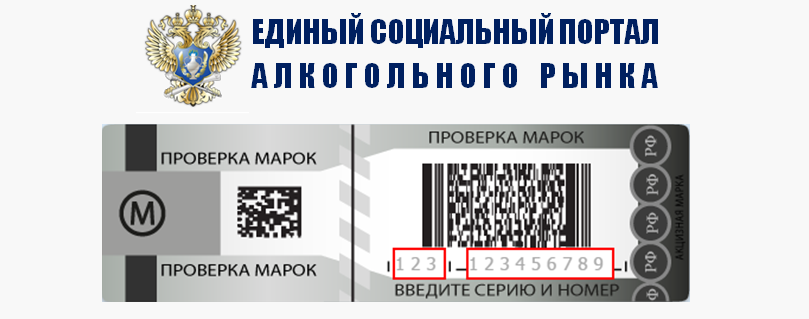 ЕДИНЫЙ СОЦИАЛЬНЫЙ ПОРТАЛ
АЛКОГОЛЬНОГО РЫНКА
ПРОВЕРКА МАРОК
М
ПРОВЕРКА МАРОК
ПРОВЕРКА МАРОК
123 123456789
ВВЕДИТЕ СЕРИЮ И НОМЕР
РФ
РФ
РФ
РФ
РФ
АКЦИЗНАЯ МАРКА